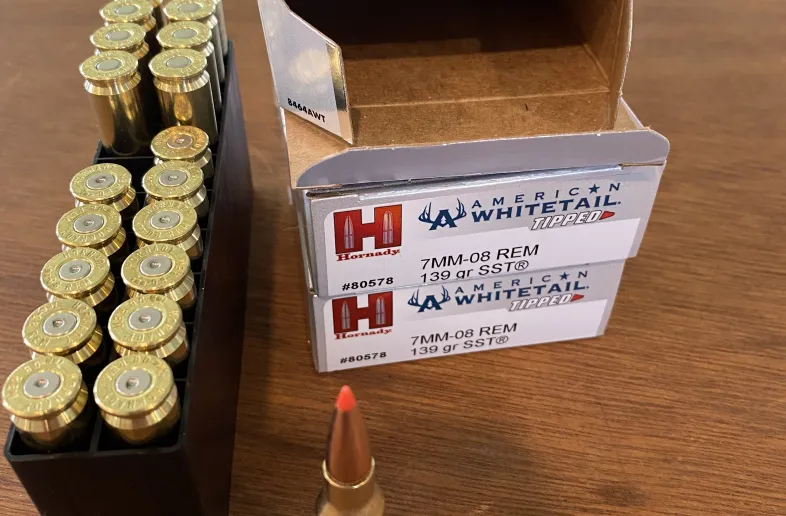 8464AWT
AMERICAN
WHITETAIL®
TIPPED
H
Hornady
7MM-08 REM
139 gr SST®
#80578
AMERICAN
WHITETAIL®
TIPPED
H
Hornady
7MM-08 REM
139 gr SST®
#80578